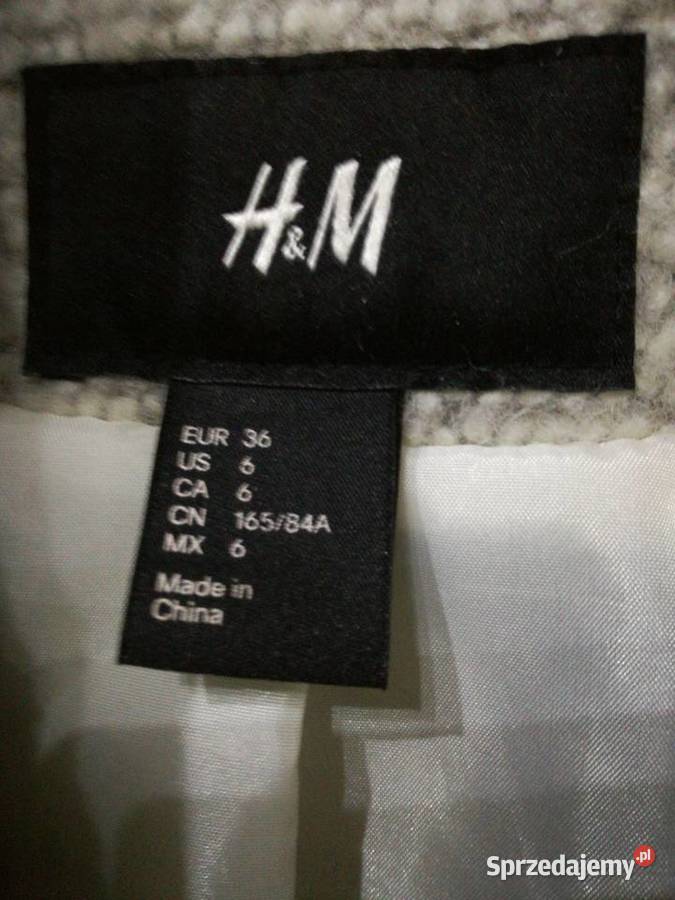 H&M
EUR 36
US 6
CA 6
CN 165/84A
MX 6
Made in
China
Sprzedajemy.pl